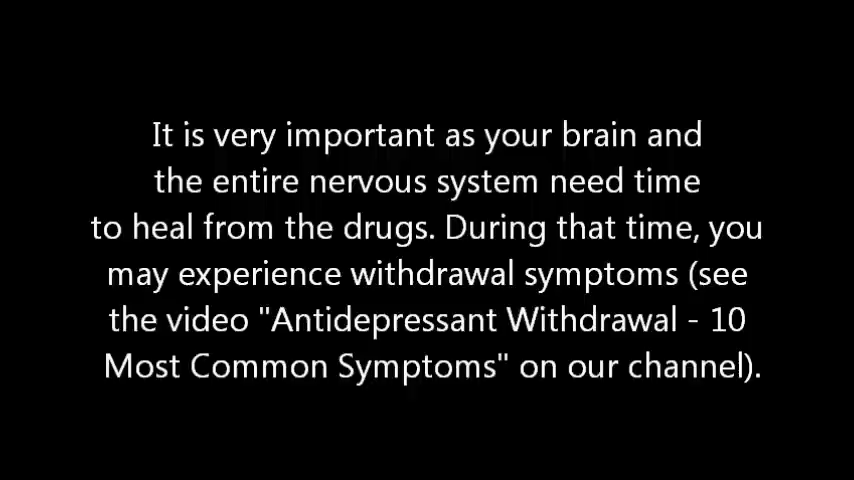 It is very important as your brain and
the entire nervous system need time
to heal from the drugs. During that time, you
may experience withdrawal symptoms (see
the video "Antidepressant Withdrawal - 10
Most Common Symptoms" on our channel).